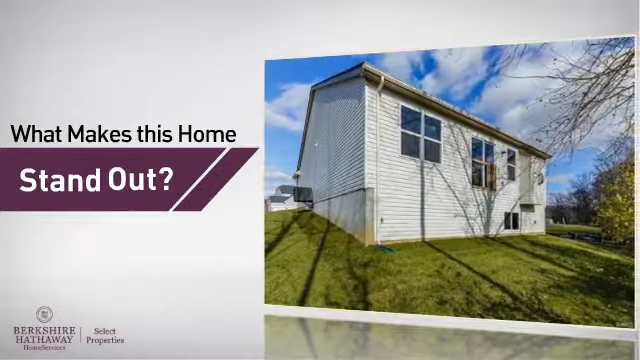 What Makes this Home
Stand Out?
BERKSHIRE
HATHAWAY
HomeServices
Select
Properties